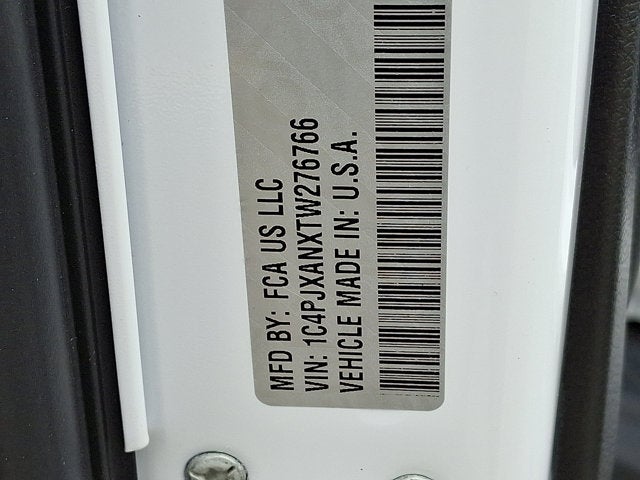 MFD BY: FCA US LLC
VIN: 1C4PJXANXTW276766
VEHICLE MADE IN: U.S.A.